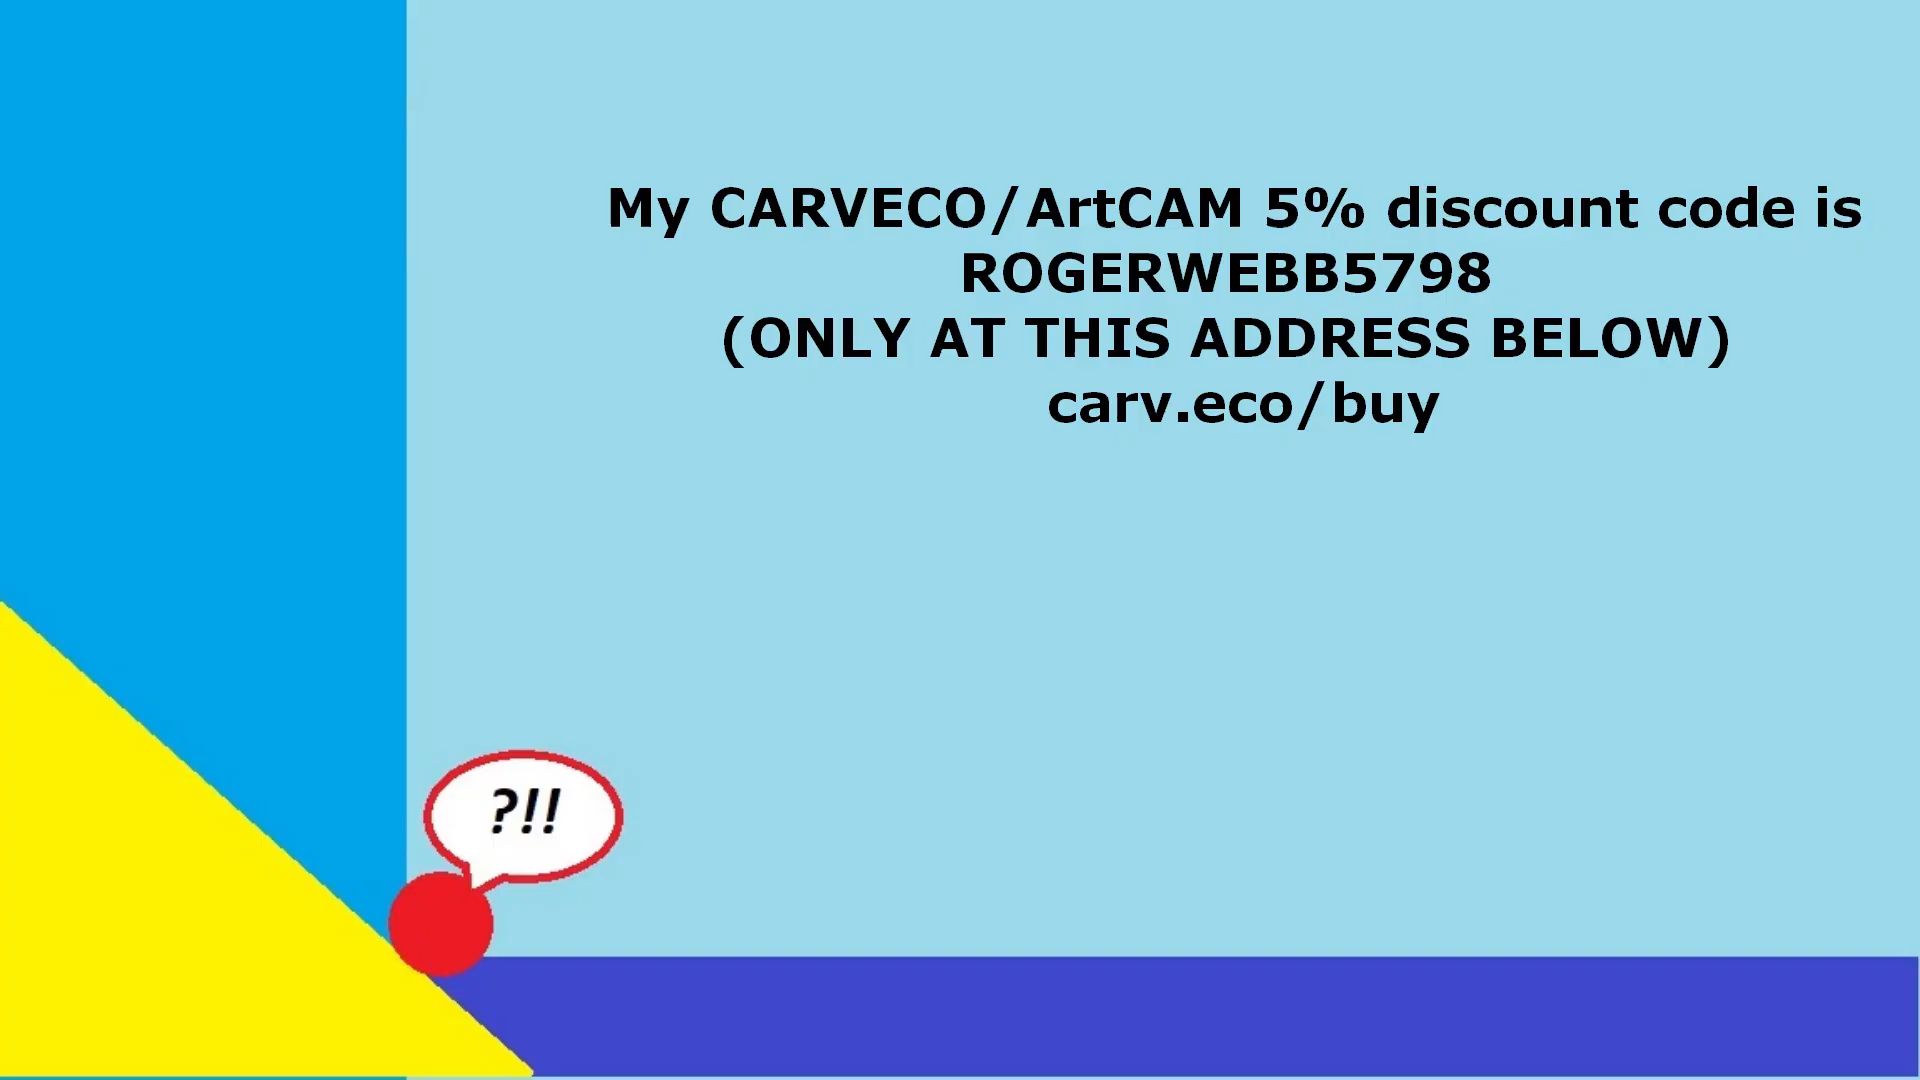 My CARVECO/ArtCAM 5% discount code is
ROGERWEBB5798
(ONLY AT THIS ADDRESS BELOW)
carv.eco/buy
?!!